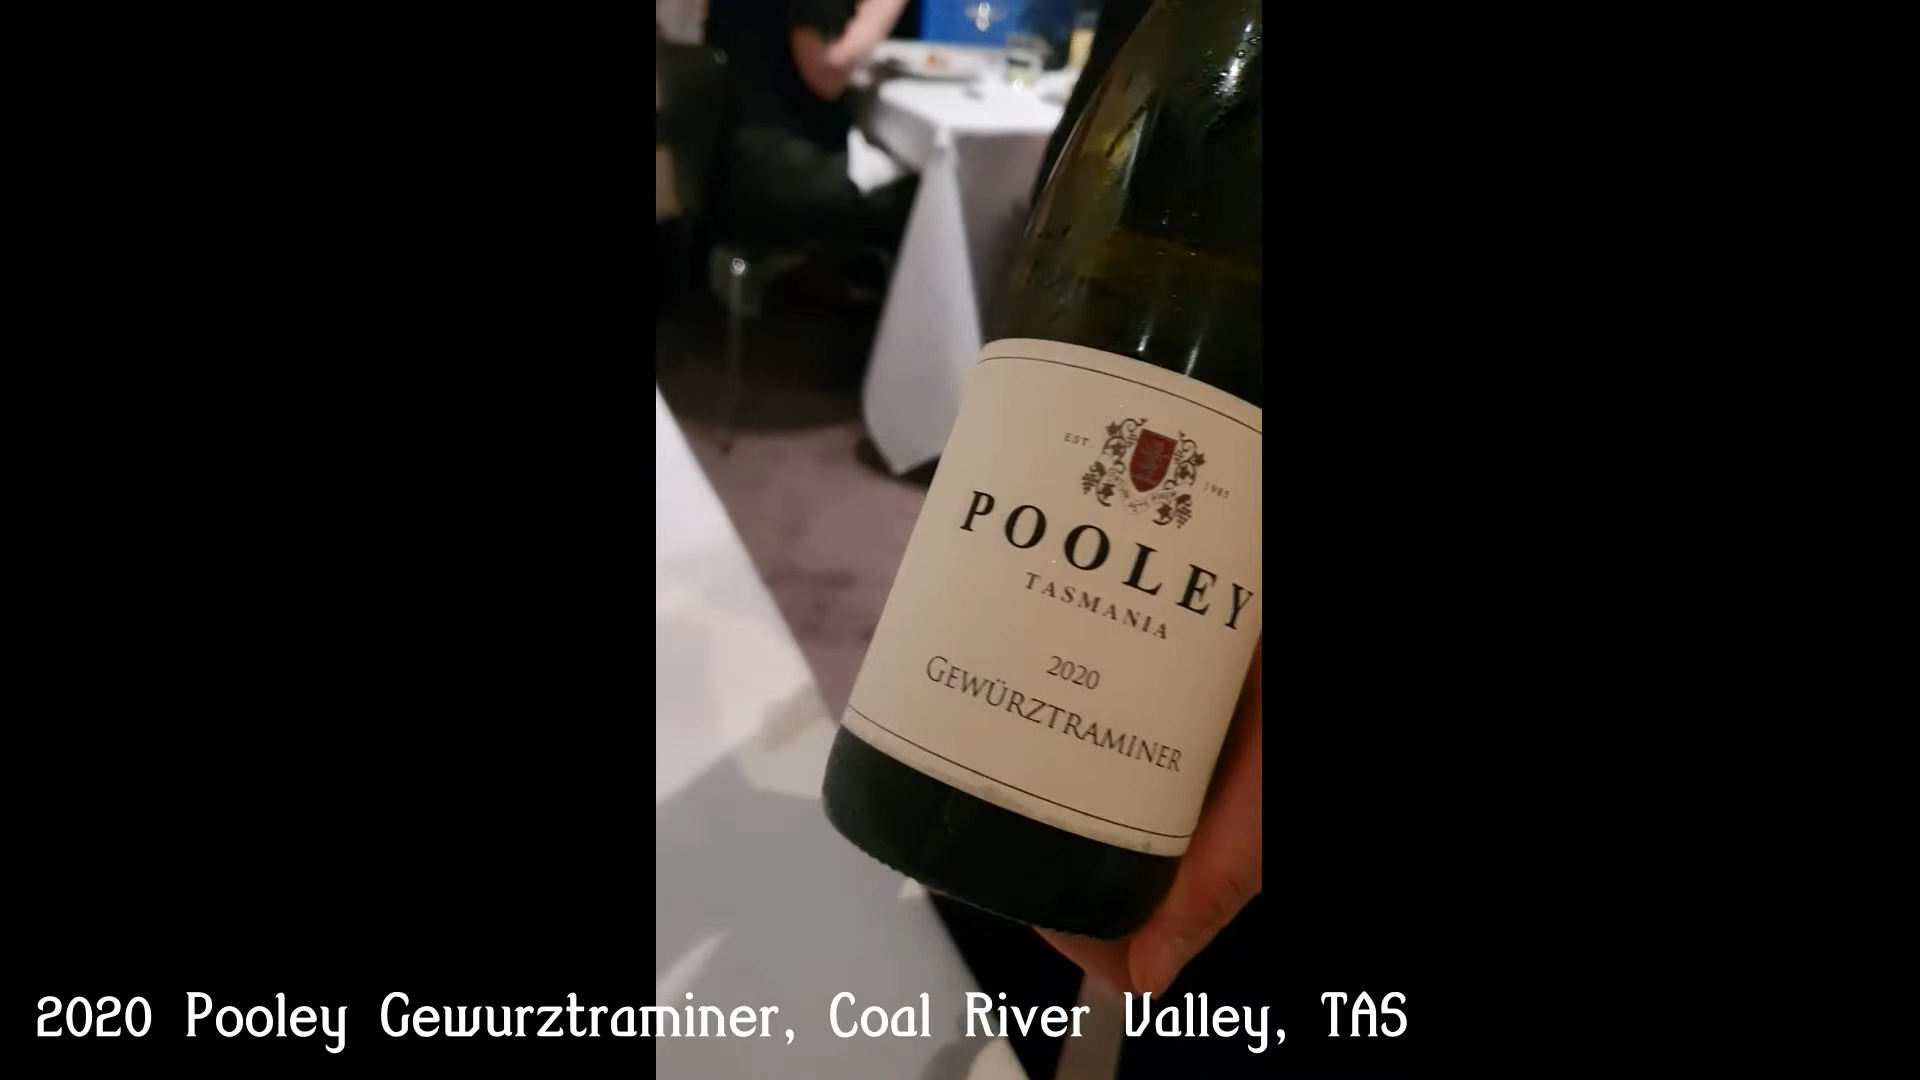 EST. 1985
POOLEY
TASMANIA
2020
GEWÜRZTRAMINER
2020 Pooley Gewurztraminer, Coal River Valley, TAS